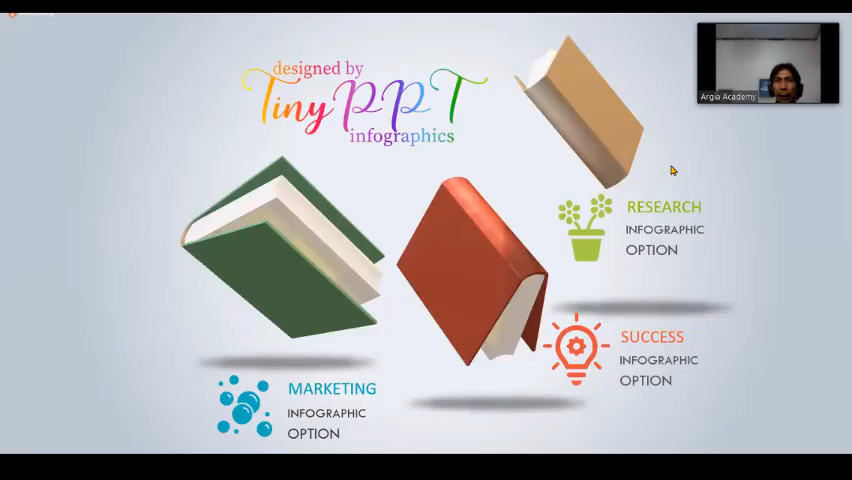 designed by
TinyPPT
infographics
Argia Academy
RESEARCH
INFOGRAPHIC
OPTION
SUCCESS
INFOGRAPHIC
OPTION
MARKETING
INFOGRAPHIC
OPTION